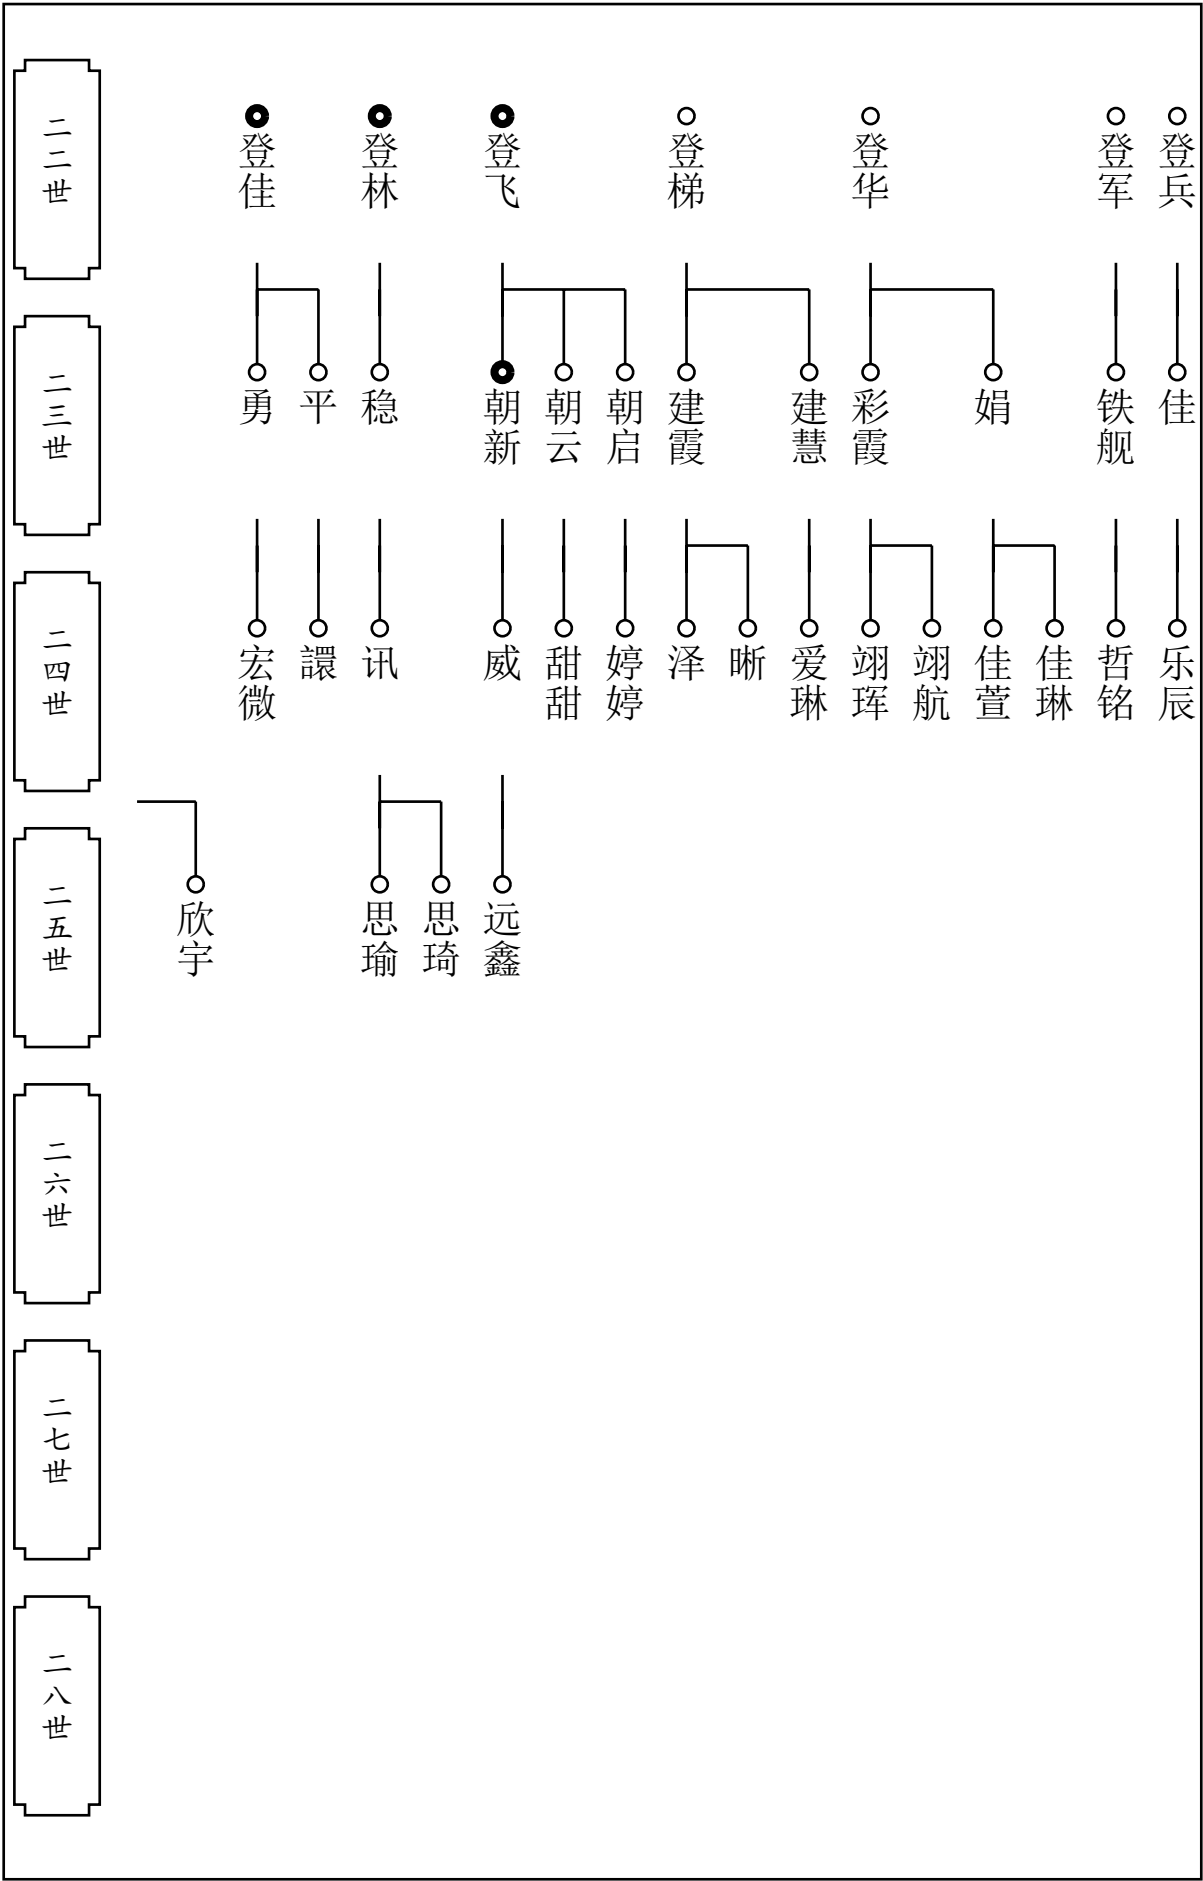 二二世
登佳
登林
登飞
登梯
登华
登军
登兵
二三世
勇
平
稳
朝新
朝云
朝启
建霞
建慧
彩霞
娟
铁舰
佳
二四世
宏微
譞
讯
威
甜甜
婷婷
泽
晰
爱琳
翊珲
翊航
佳萱
佳琳
哲铭
乐辰
二五世
欣宇
思瑜
思琦
远鑫
二六世
二七世
二八世